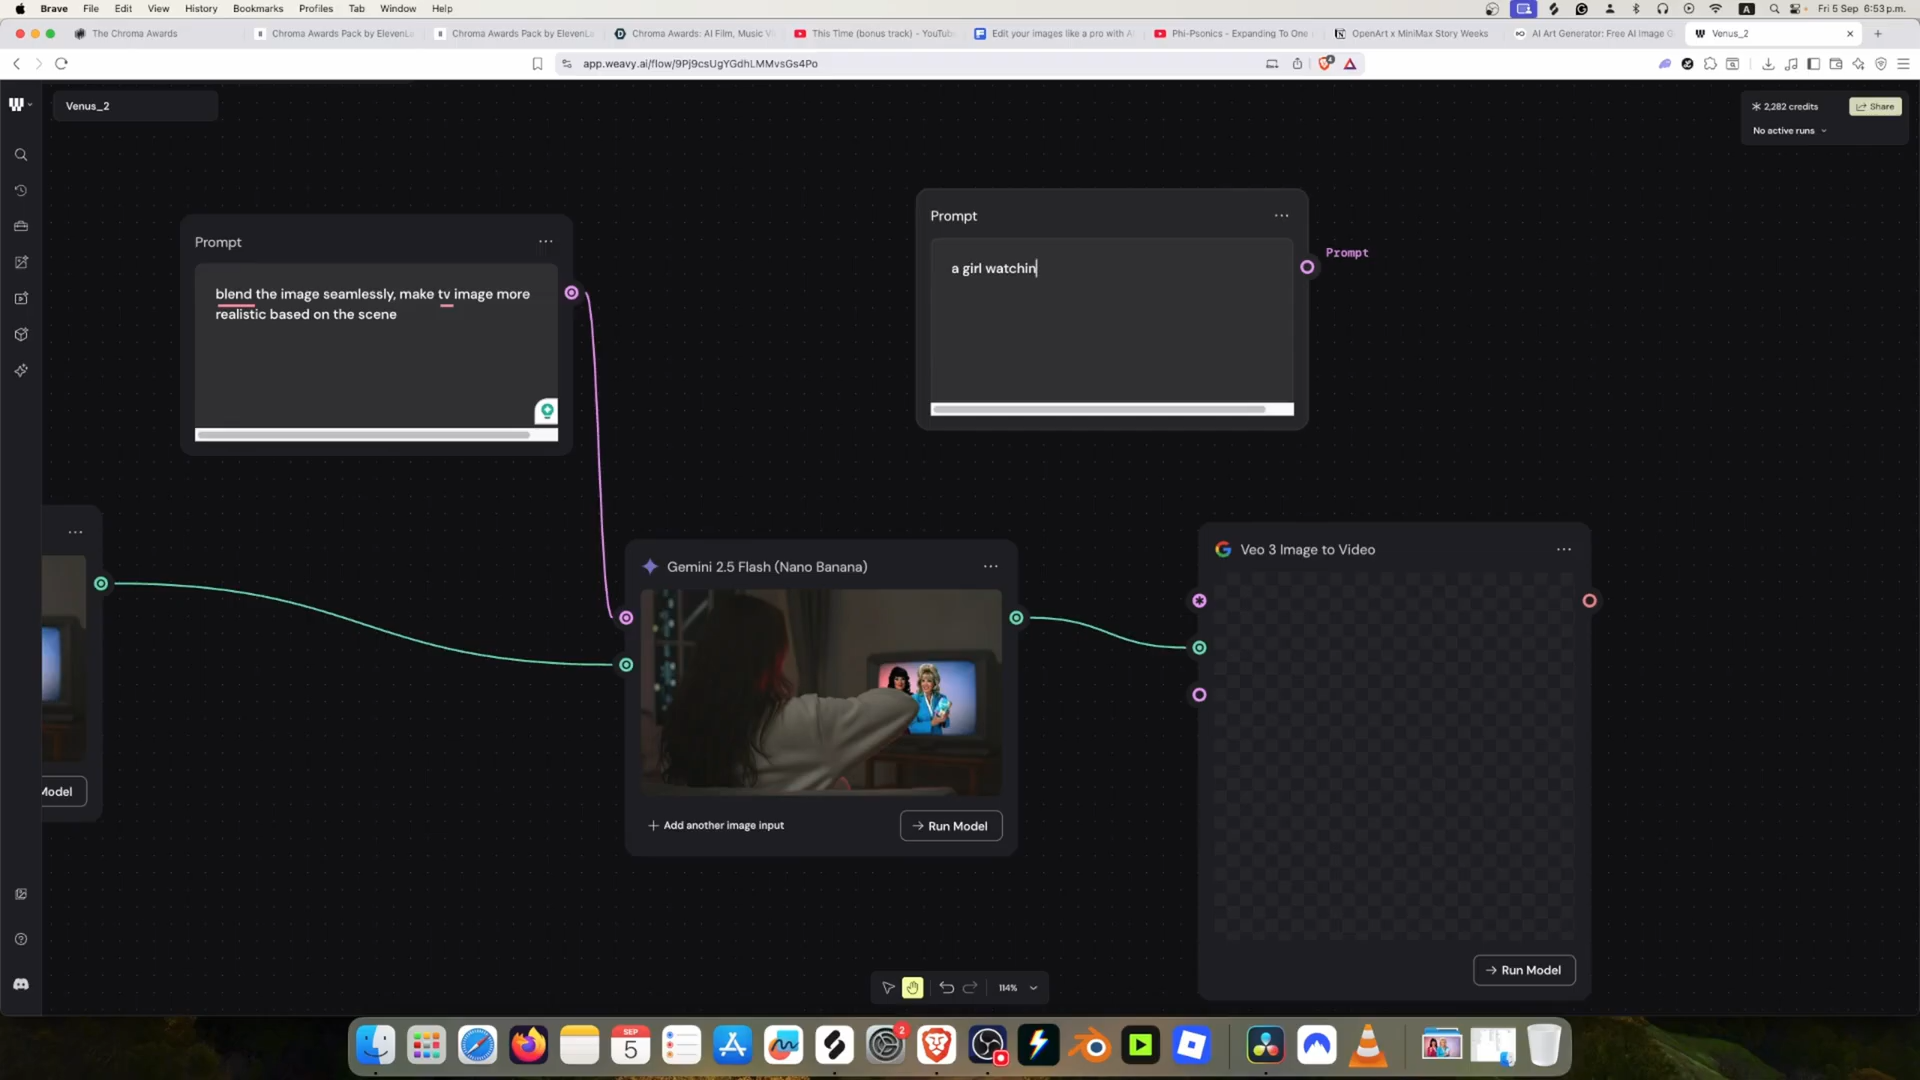 Brave File Edit View History Bookmarks Profiles Tab Window Help
A
Fri 5 Sep 6:53 p.m.
The Chroma Awards
Chroma Awards Pack by ElevenLa
Chroma Awards Pack by ElevenLa
Chroma Awards: AI Film, Music V
This Time (bonus track) - YouTub
Edit your images like a pro with A
Phi-Psonics - Expanding To One
OpenArt x MiniMax Story Weeks
AI Art Generator: Free AI Image G
Venus_2
app.weavy.ai/flow/9Pj9csUgYGdhLMMvsGs4Po
Venus_2
2,282 credits
Share
No active runs
Prompt
a girl watchin
Prompt
Prompt
blend the image seamlessly, make tv image more
realistic based on the scene
Model
Gemini 2.5 Flash (Nano Banana)
Add another image input
Run Model
Veo 3 Image to Video
Run Model
114%
SEP
5
2